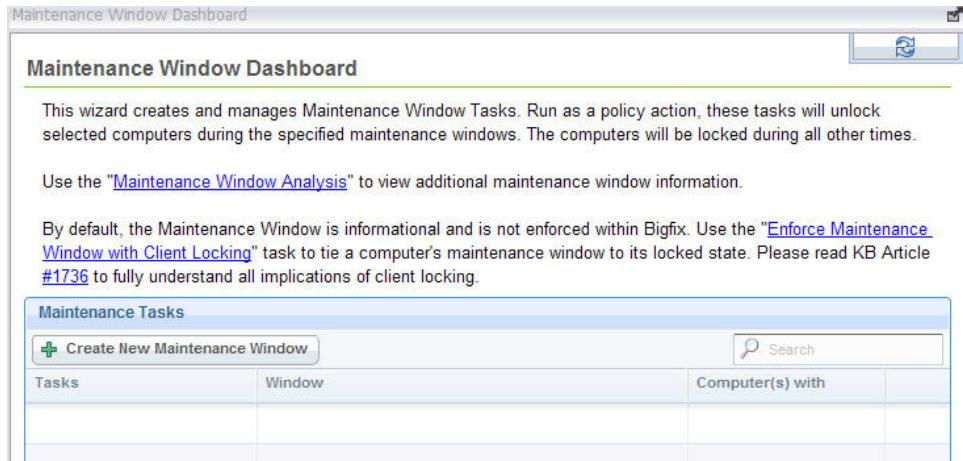 Maintenance Window Dashboard
Maintenance Window Dashboard
This wizard creates and manages Maintenance Window Tasks. Run as a policy action, these tasks will unlock
selected computers during the specified maintenance windows. The computers will be locked during all other times.
Use the "Maintenance Window Analysis" to view additional maintenance window information.
By default, the Maintenance Window is informational and is not enforced within Bigfix. Use the "Enforce Maintenance
Window with Client Locking" task to tie a computer's maintenance window to its locked state. Please read KB Article
#1736 to fully understand all implications of client locking.
Maintenance Tasks
Create New Maintenance Window
Search
Tasks Window Computer(s) with